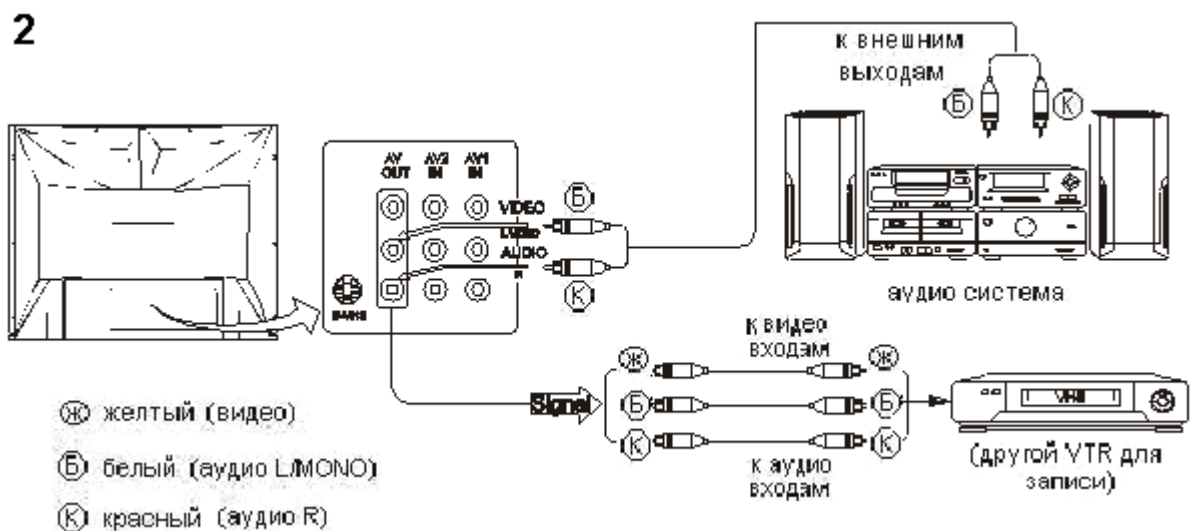 2
к внешним
выходам
Б
К
AV OUT
AV2 IN
AV1 IN
VIDEO
AUDIO
R
Б
К
аудио система
к видео
входам
Ж
Ж
Signal
Б
Б
VHS
К
К
к аудио
входам
(другой VTR для
записи)
Ж желтый (видео)
Б белый (аудио L/MONO)
К красный (аудио R)